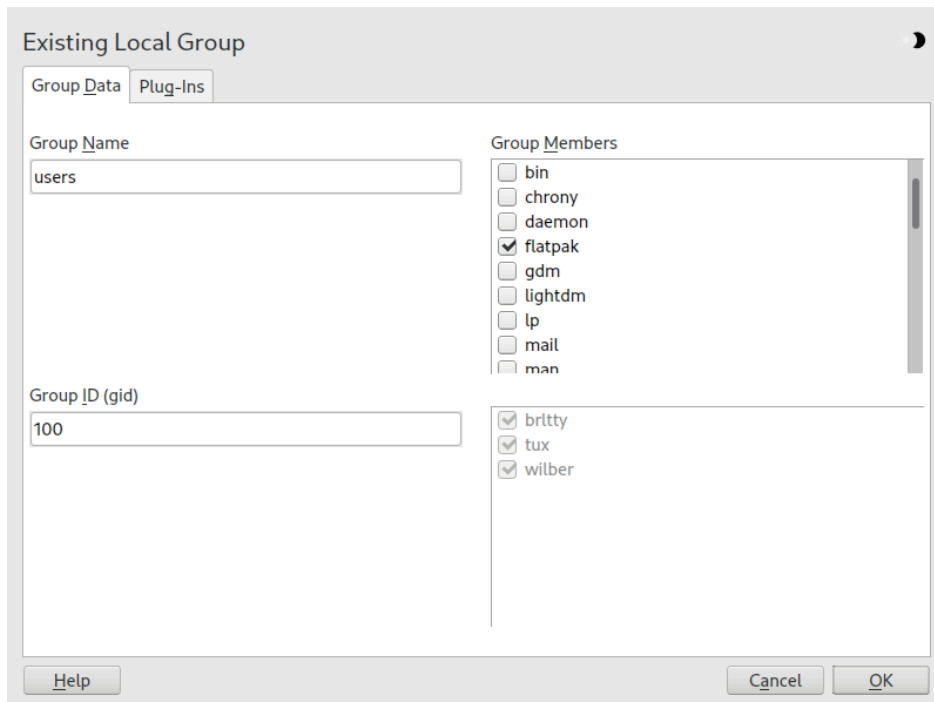 Existing Local Group
Group Data
Plug-Ins
Group Name
users
Group ID (gid)
100
Group Members
bin
chrony
daemon
flatpak
gdm
lightdm
lp
mail
man
brltty
tux
wilber
Help
Cancel
OK